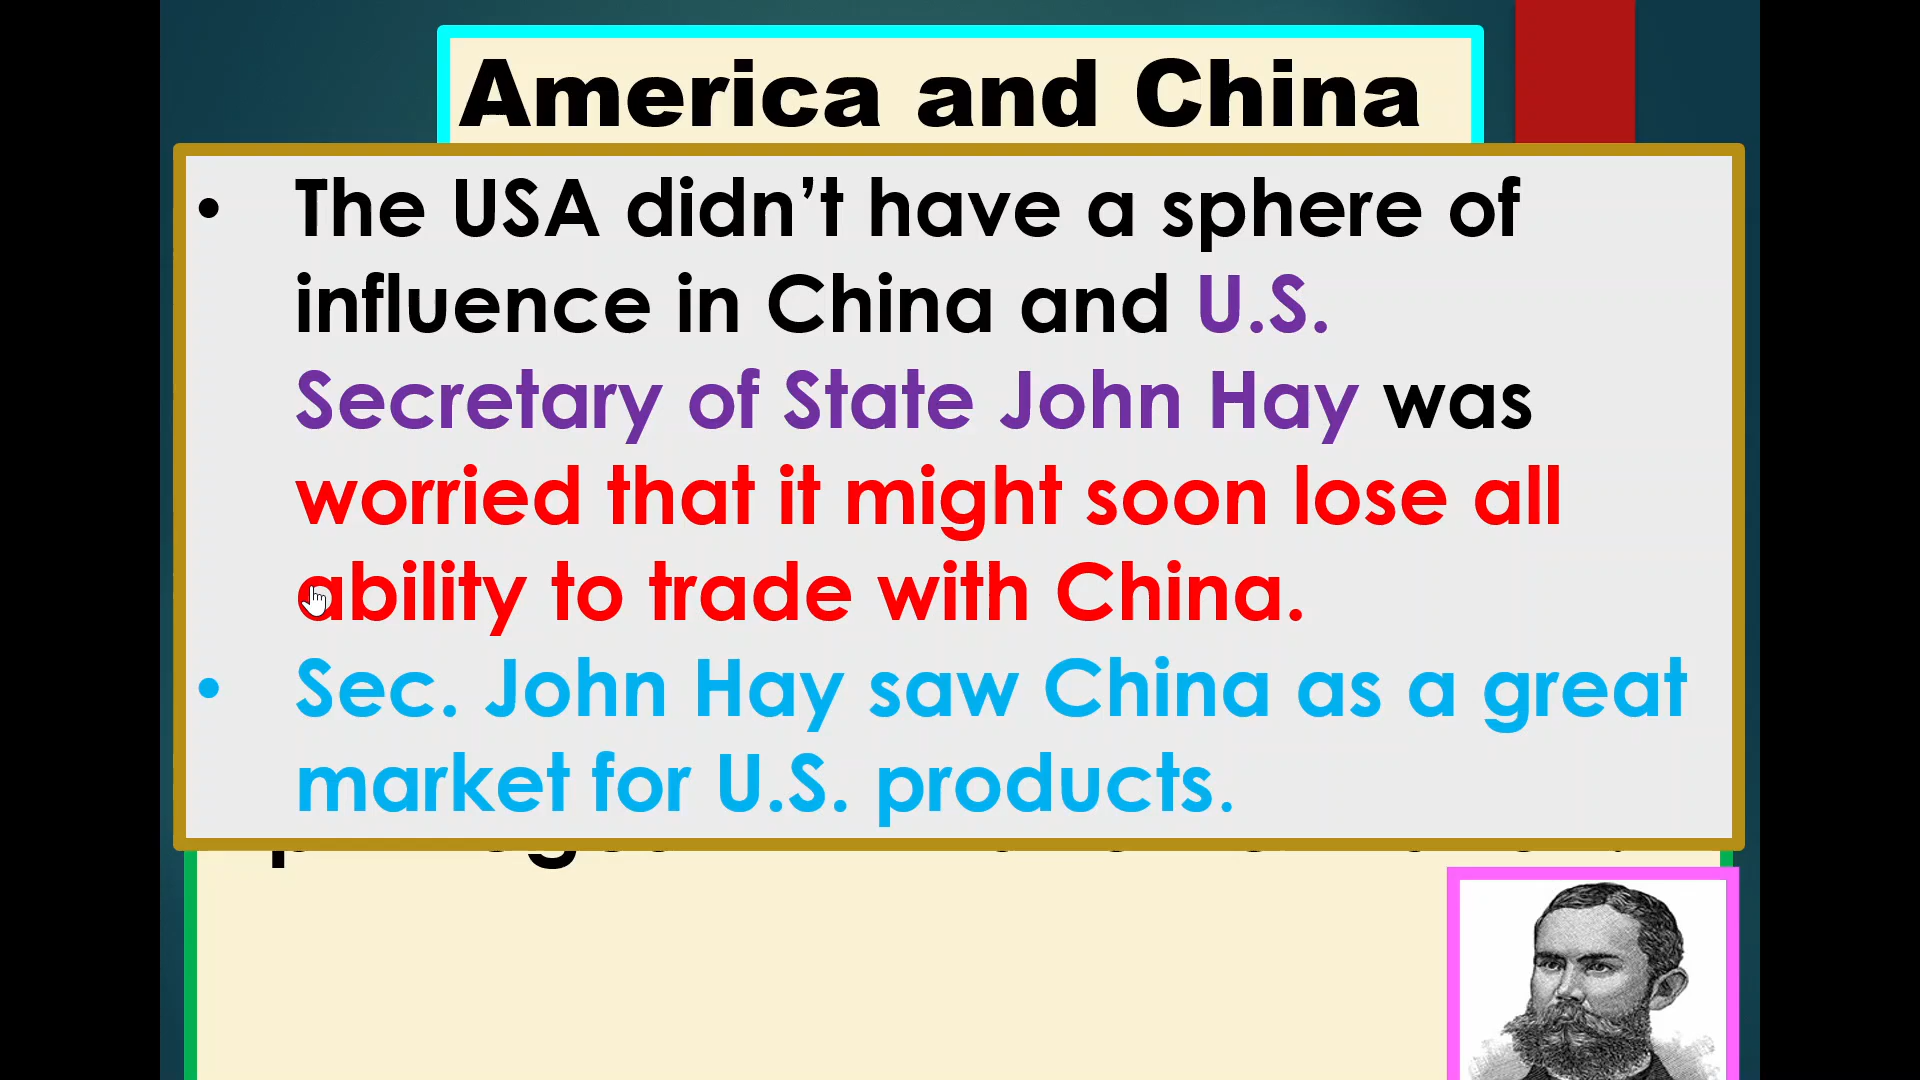 America and China
• The USA didn’t have a sphere of
influence in China and U.S.
Secretary of State John Hay was
worried that it might soon lose all
ability to trade with China.
• Sec. John Hay saw China as a great
market for U.S. products.